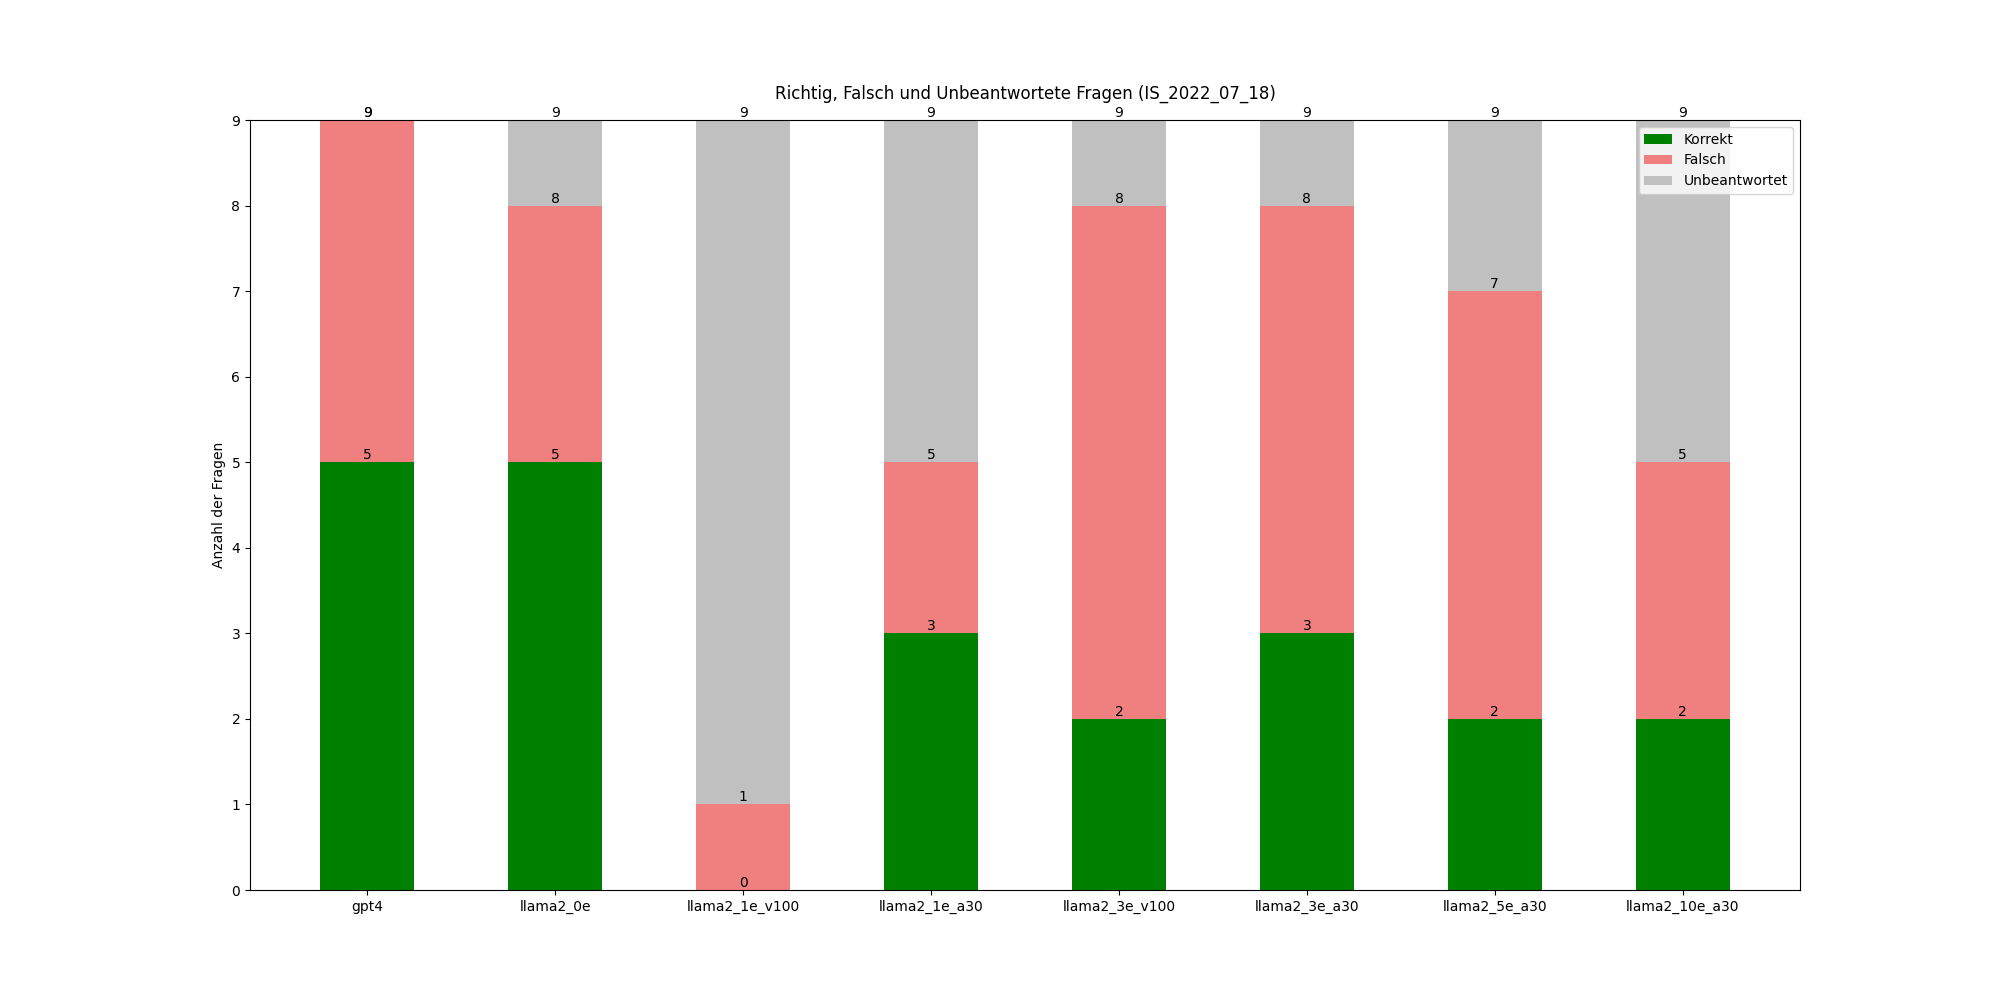 Richtig, Falsch und Unbeantwortete Fragen (IS_2022_07_18)
9 9 9 9 9 9 9 9
Korrekt
Falsch
Unbeantwortet
8 8 8
7
5 5 5 5
3 3
2 2 2
1
0
Anzahl der Fragen
9
8
7
6
5
4
3
2
1
0
gpt4 llama2_0e llama2_1e_v100 llama2_1e_a30 llama2_3e_v100 llama2_3e_a30 llama2_5e_a30 llama2_10e_a30